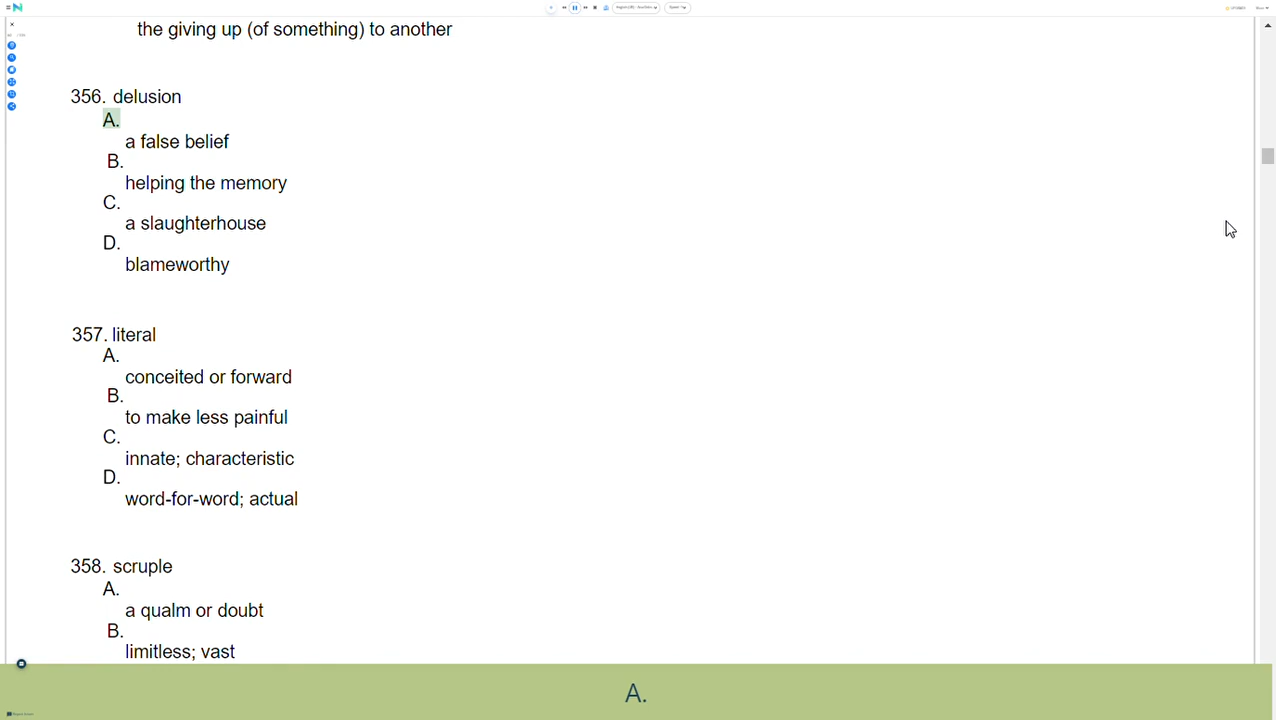 the giving up (of something) to another
356. delusion
A.
a false belief
B.
helping the memory
C.
a slaughterhouse
D.
blameworthy
357. literal
A.
conceited or forward
B.
to make less painful
C.
innate; characteristic
D.
word-for-word; actual
358. scruple
A.
a qualm or doubt
B.
limitless; vast
A.